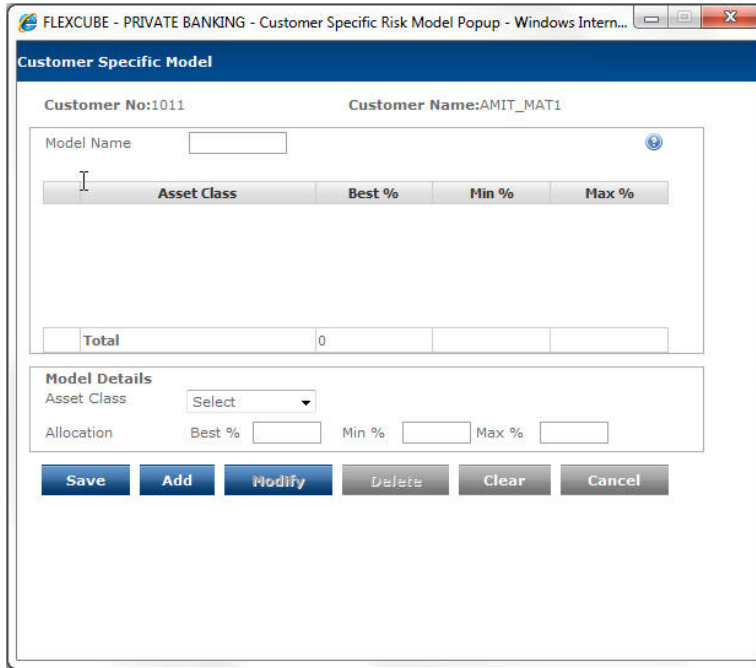 FLEXCUBE - PRIVATE BANKING - Customer Specific Risk Model Popup - Windows Intern...
Customer Specific Model
Customer No:1011 Customer Name:AMIT_MAT1
Model Name
Asset Class Best % Min % Max %
Total 0
Model Details
Asset Class Select
Allocation Best % Min % Max %
Save Add Modify Delete Clear Cancel